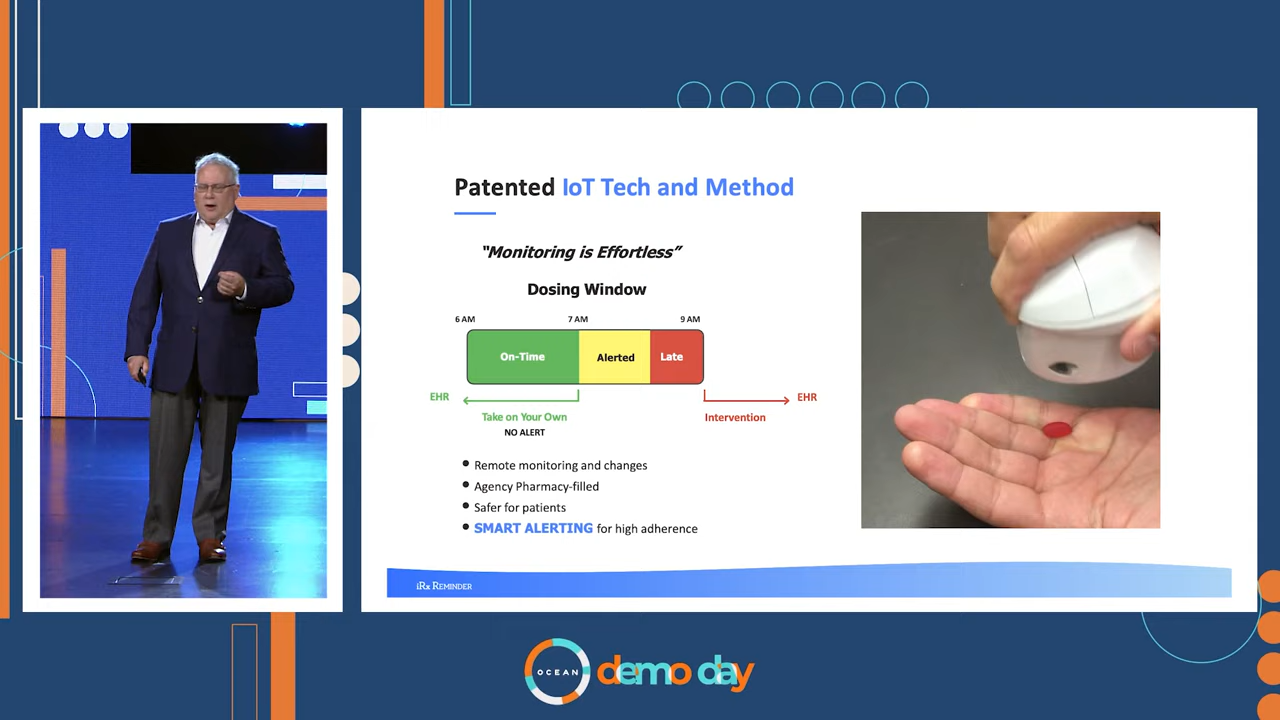 Patented IoT Tech and Method
“Monitoring is Effortless”
Dosing Window
6 AM 7 AM 9 AM
On-Time Alerted Late
EHR EHR
Take on Your Own Intervention
NO ALERT
• Remote monitoring and changes
• Agency Pharmacy-filled
• Safer for patients
• SMART ALERTING for high adherence
iRx REMINDER
OCEAN demo day